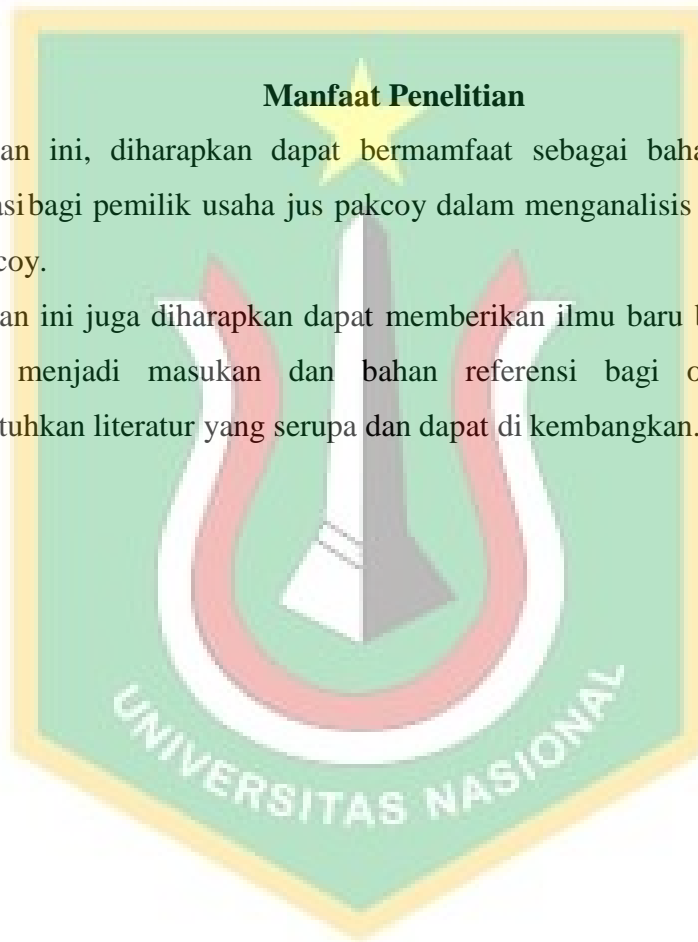 Manfaat Penelitian
an ini, diharapkan dapat bermamfaat sebagai baha
asibagi pemilik usaha jus pakcoy dalam menganalisis
coy.
an ini juga diharapkan dapat memberikan ilmu baru b
menjadi masukan dan bahan referensi bagi o
tuhkan literatur yang serupa dan dapat di kembangkan.
UNIVERSITAS NASIONAL